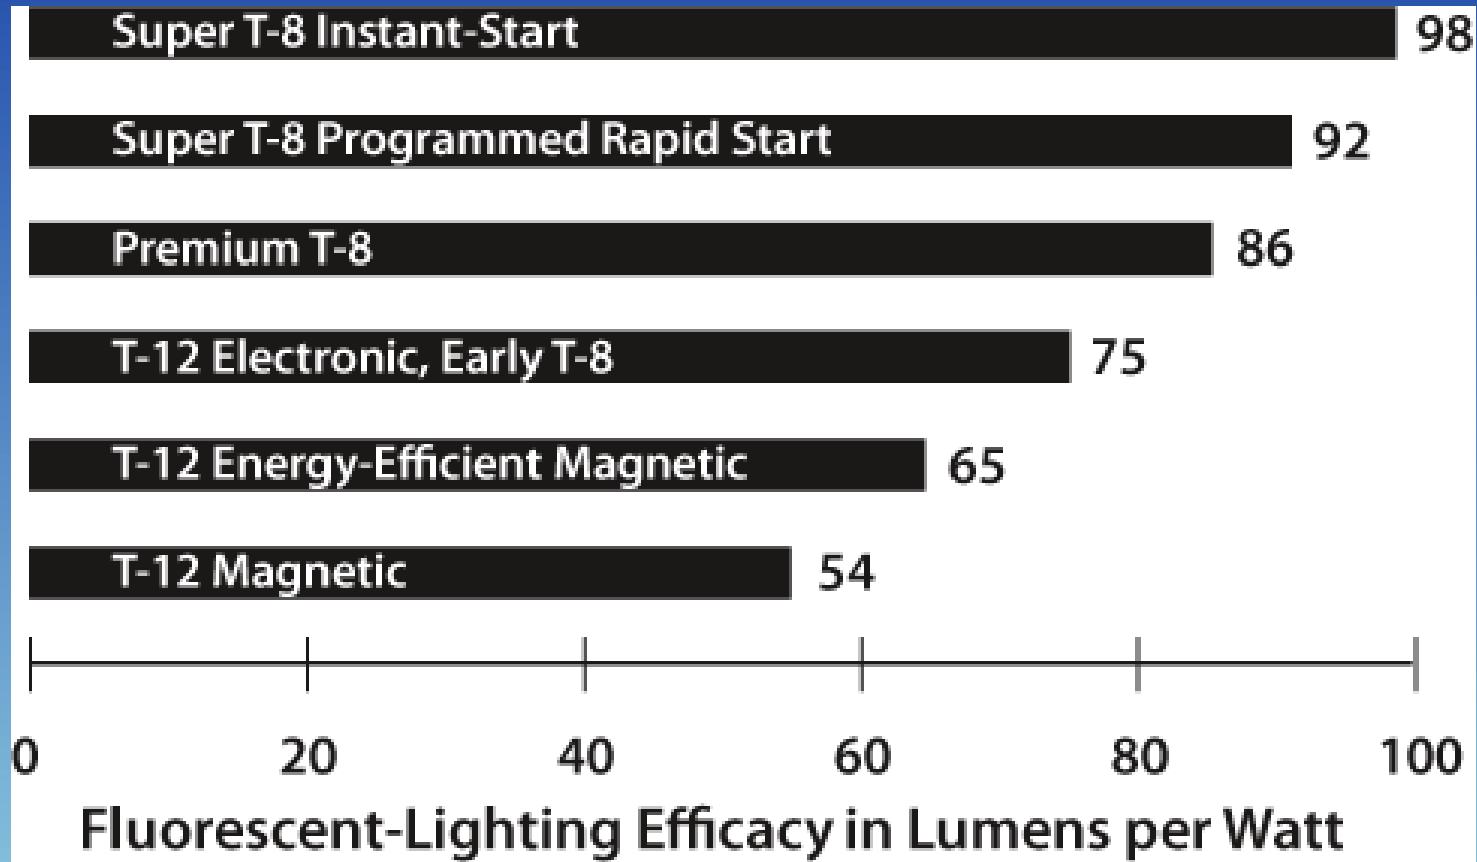 Super T-8 Instant-Start 98
Super T-8 Programmed Rapid Start 92
Premium T-8 86
T-12 Electronic, Early T-8 75
T-12 Energy-Efficient Magnetic 65
T-12 Magnetic 54
0 20 40 60 80 100
Fluorescent-Lighting Efficacy in Lumens per Watt